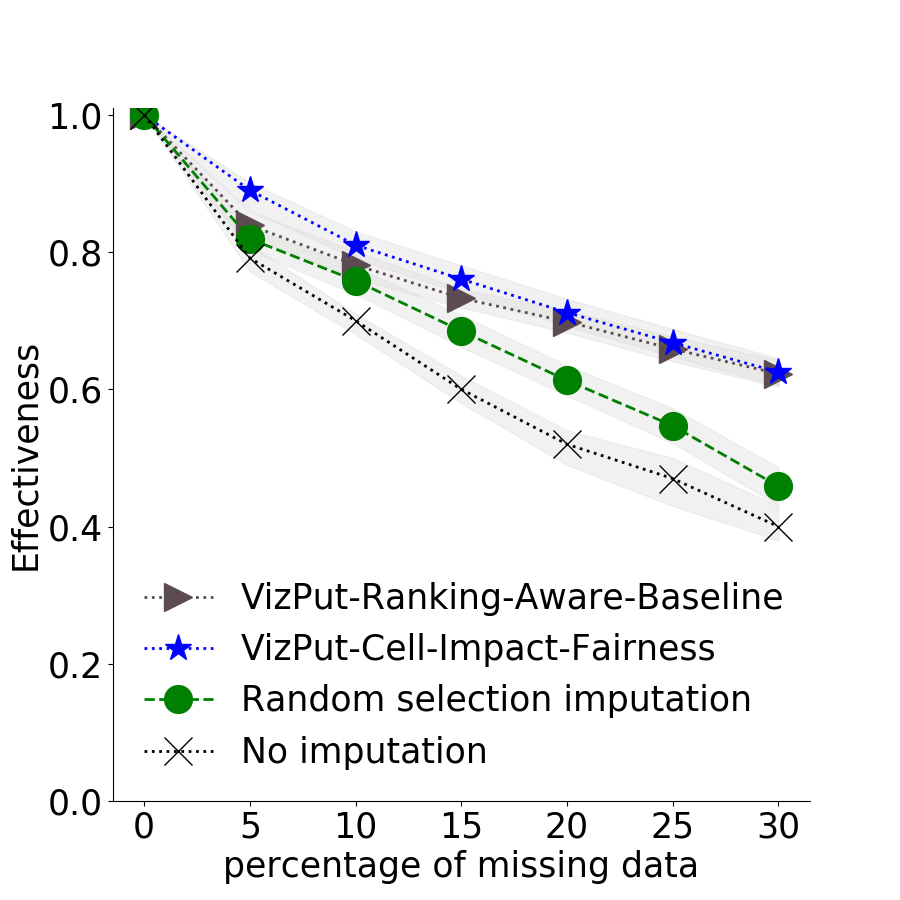 1.0
0.8
0.6
0.4
0.2
0.0
Effectiveness
VizPut-Ranking-Aware-Baseline
VizPut-Cell-Impact-Fairness
Random selection imputation
No imputation
0 5 10 15 20 25 30
percentage of missing data